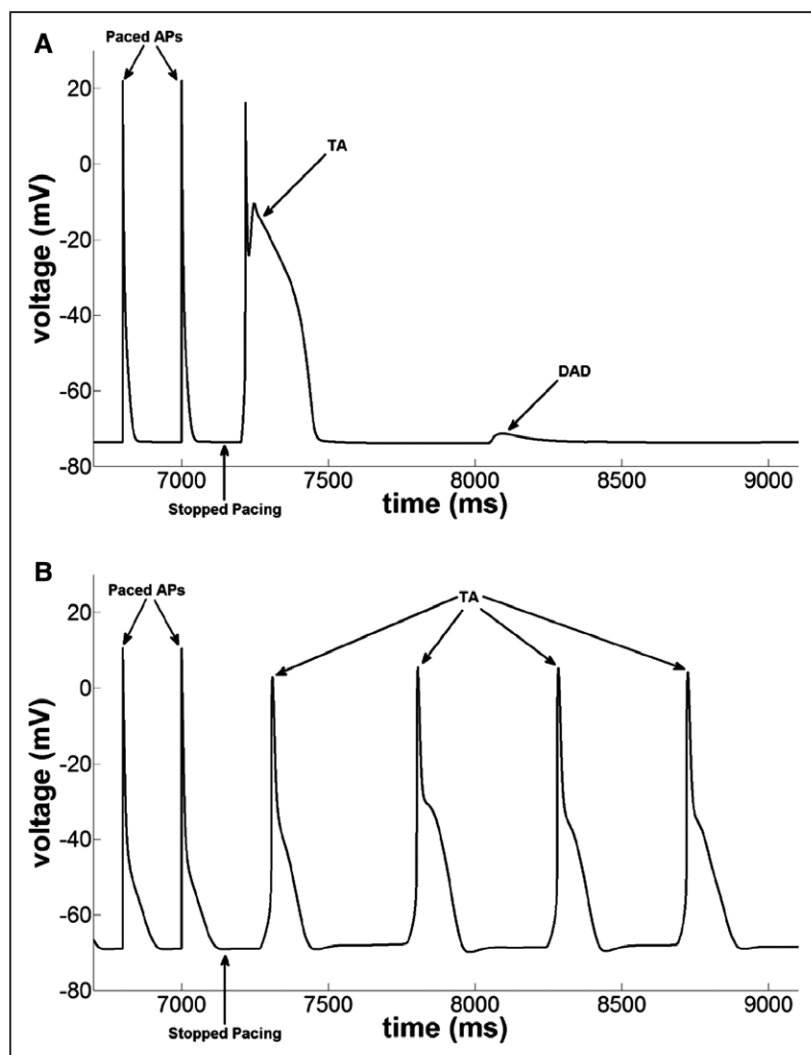 A
Paced APs
20
0
-20
-40
-60
-80
voltage (mV)
TA
DAD
7000
7500
8000
8500
9000
Stopped Pacing
time (ms)
B
Paced APs
TA
20
0
-20
-40
-60
-80
voltage (mV)
7000
7500
8000
8500
9000
Stopped Pacing
time (ms)